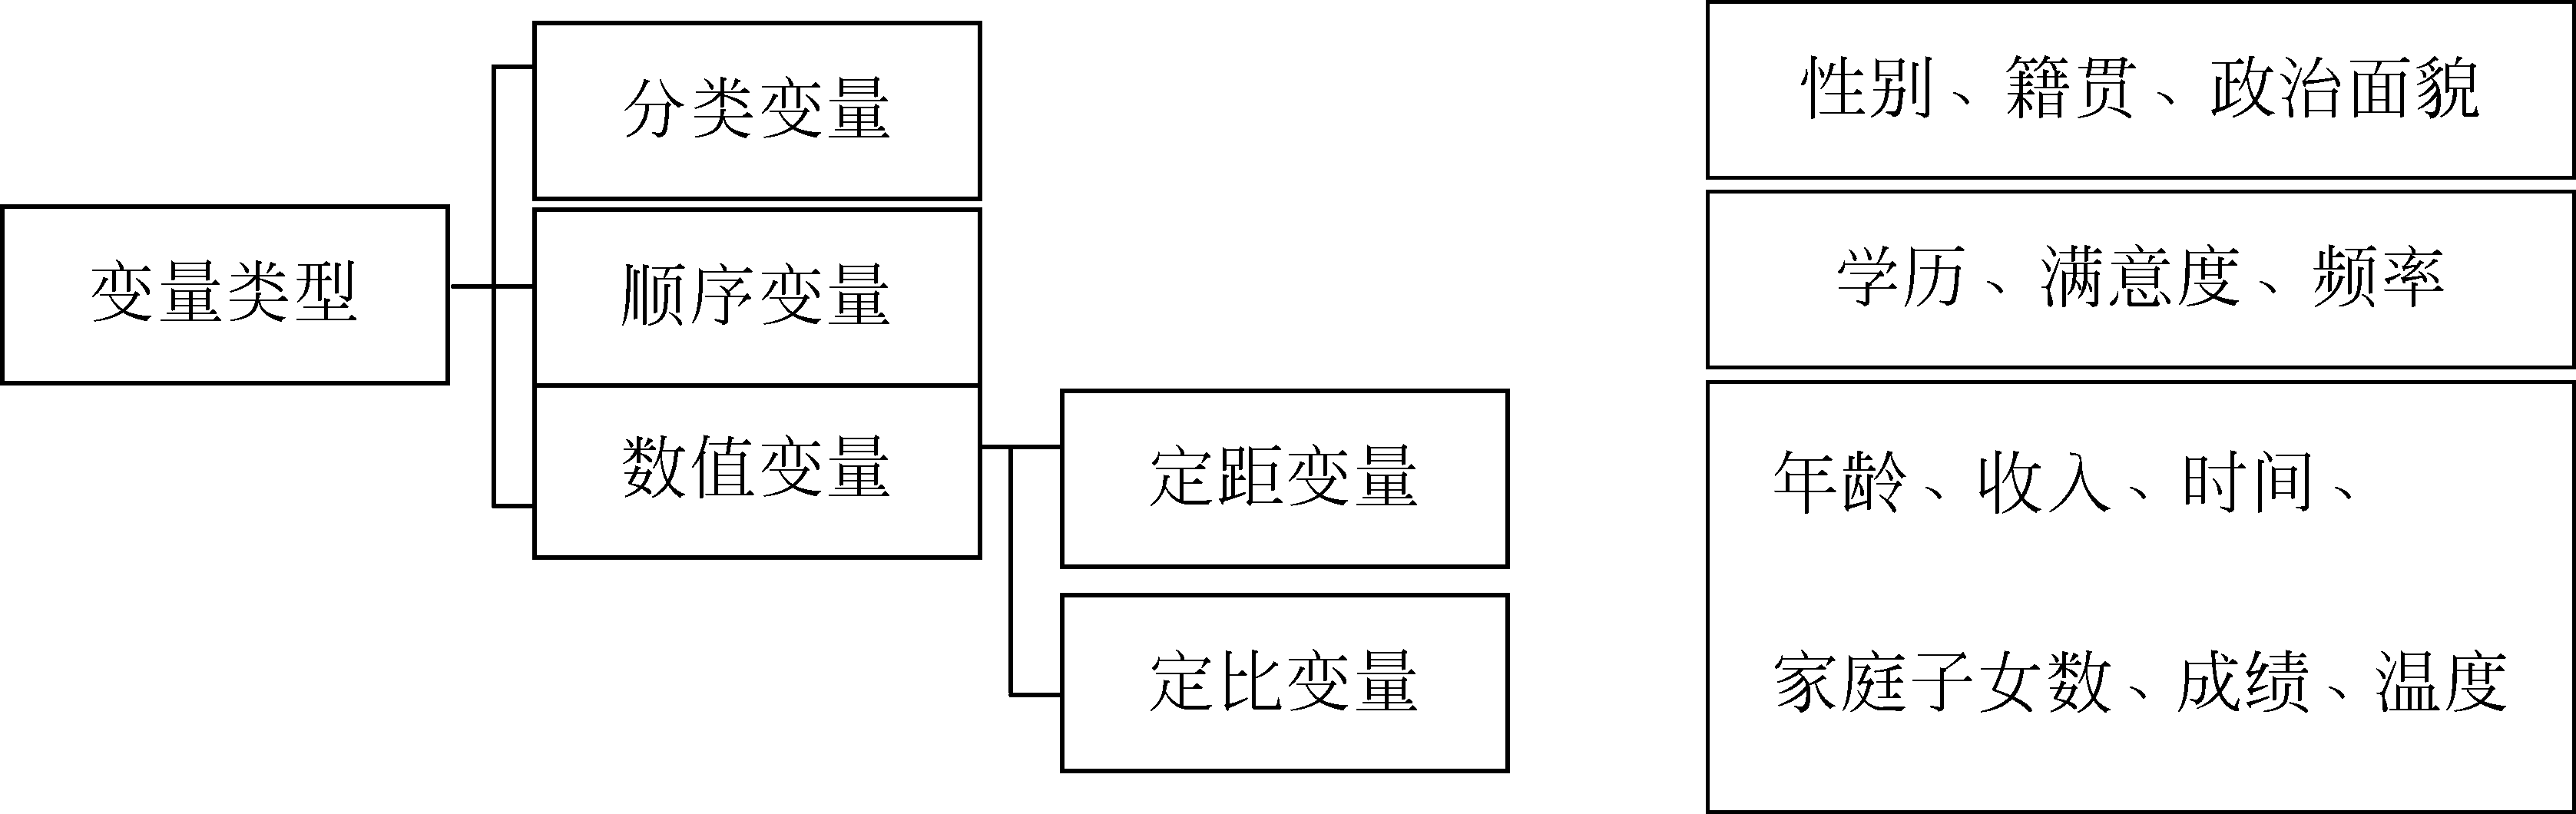 变量类型
分类变量
顺序变量
数值变量
定距变量
定比变量
性别、籍贯、政治面貌
学历、满意度、频率
年龄、收入、时间、
家庭子女数、成绩、温度